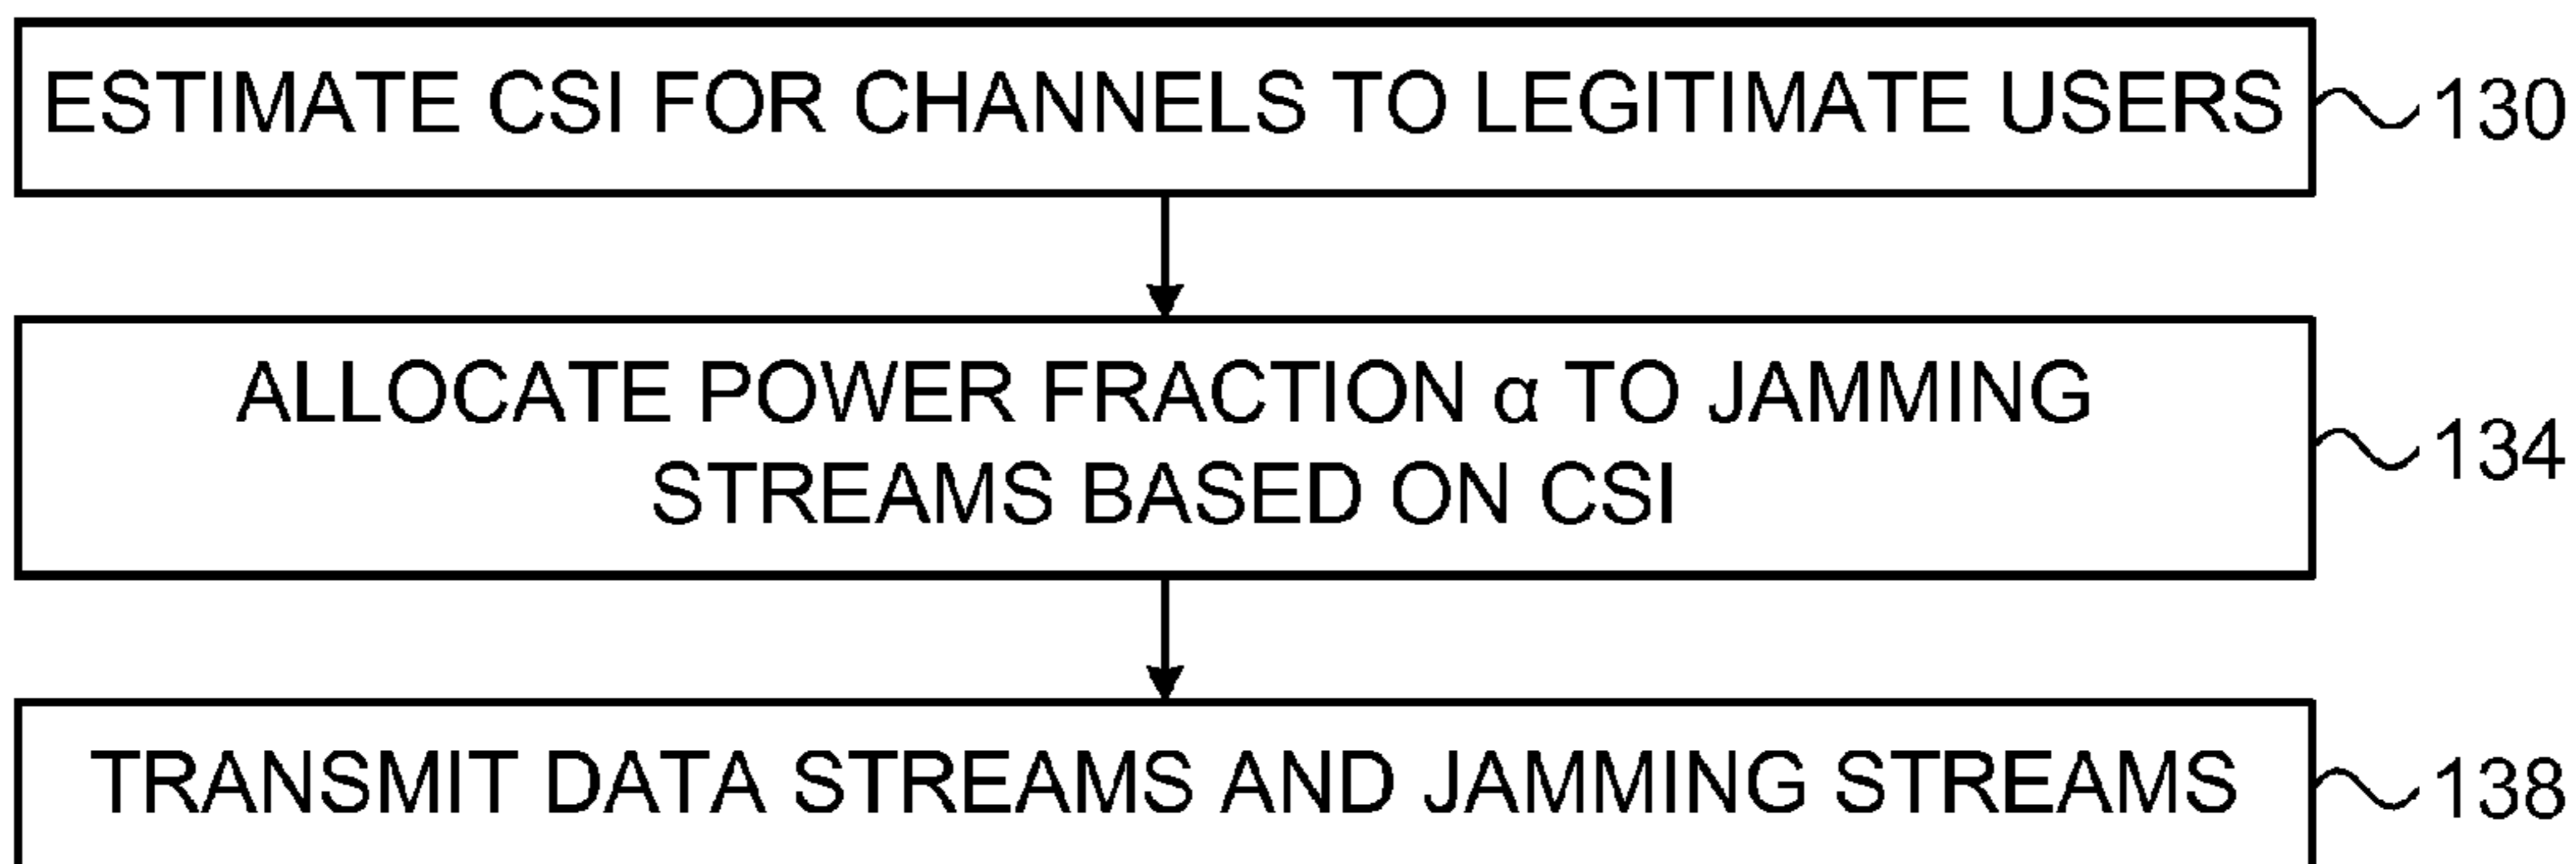 ESTIMATE CSI FOR CHANNELS TO LEGITIMATE USERS 130
ALLOCATE POWER FRACTION α TO JAMMING
STREAMS BASED ON CSI
134
TRANSMIT DATA STREAMS AND JAMMING STREAMS 138